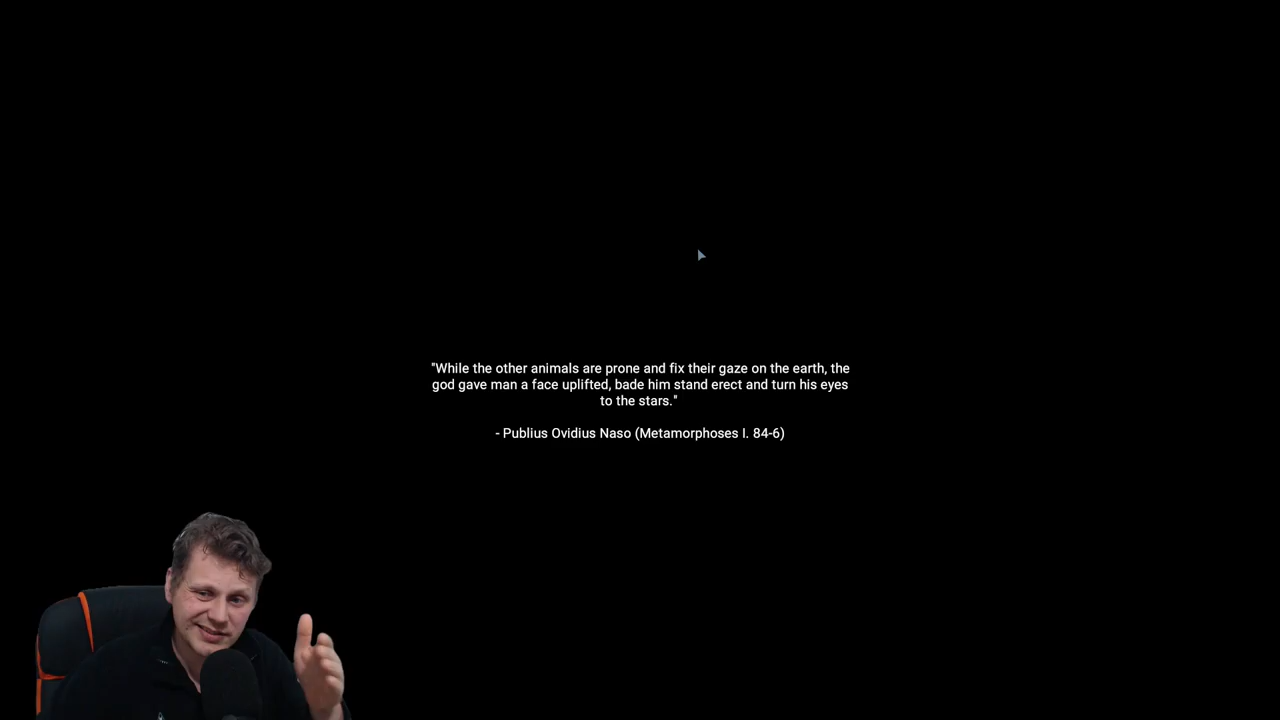 "While the other animals are prone and fix their gaze on the earth, the
god gave man a face uplifted, bade him stand erect and turn his eyes
to the stars."
- Publius Ovidius Naso (Metamorphoses I. 84-6)